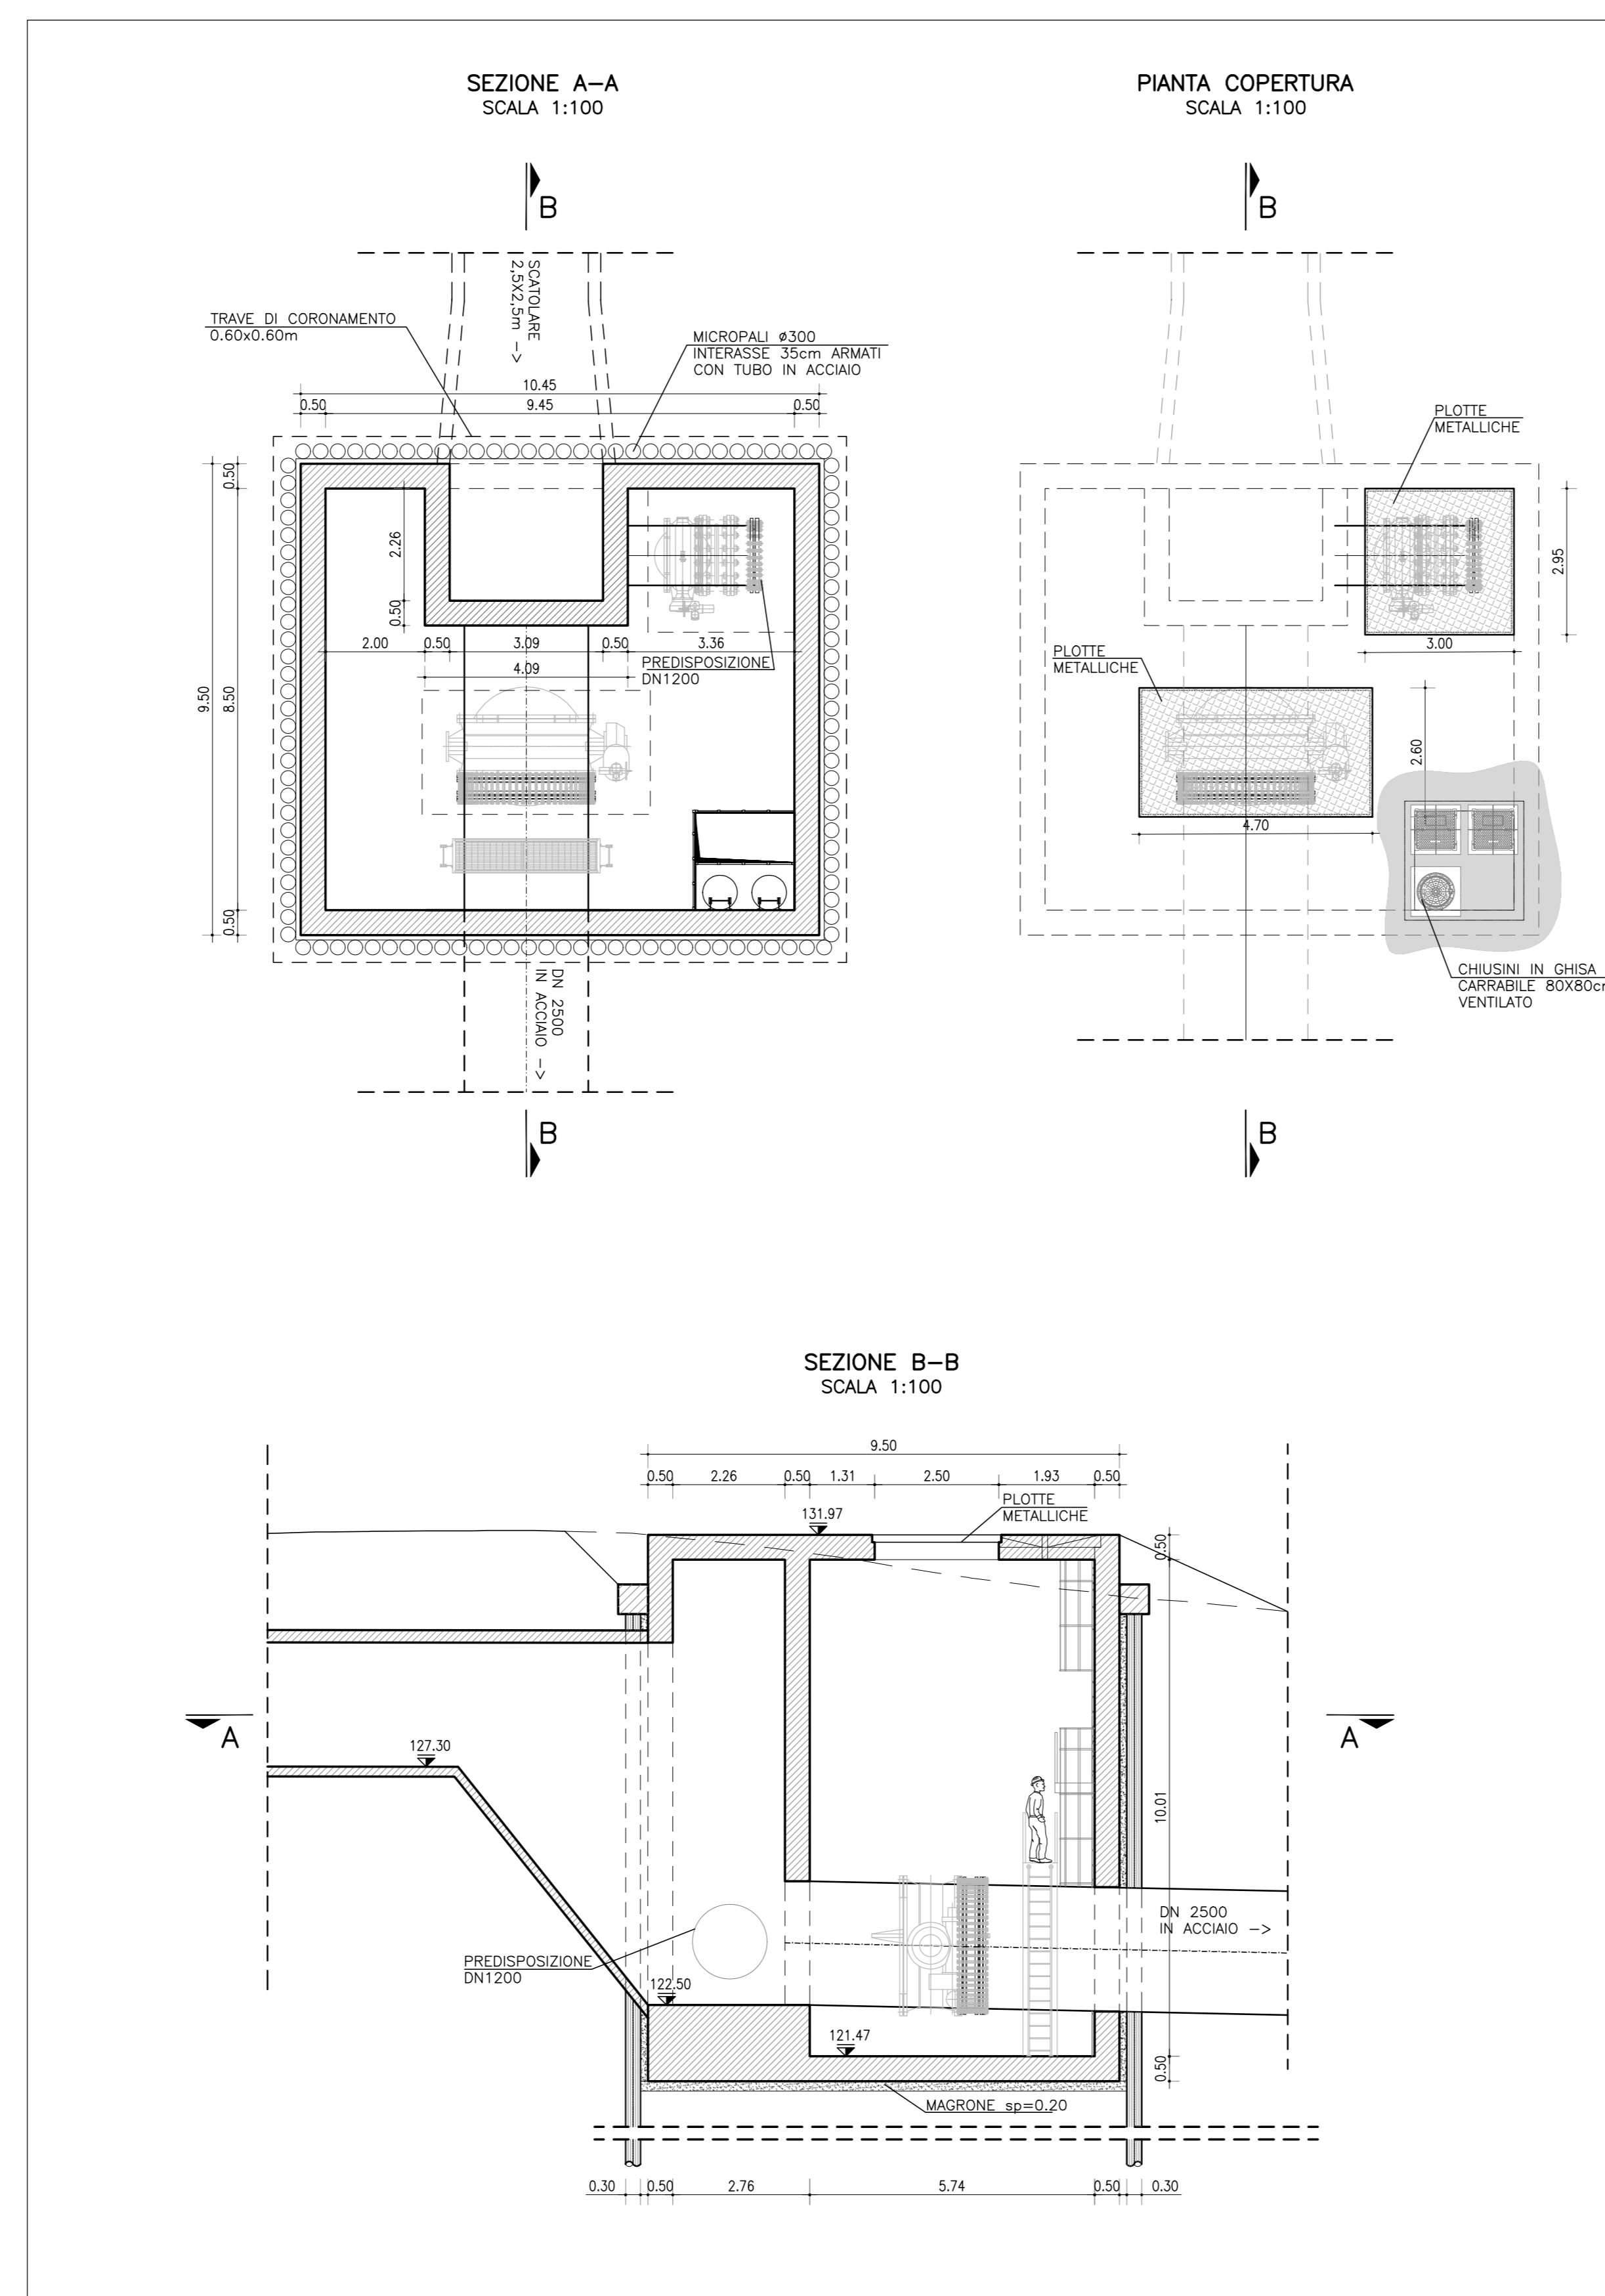 SEZIONE A-A
SCALA 1:100
B
SCATOLARE
2,5X2,5m ->
TRAVE DI CORONAMENTO
0.60x0.60m
MICROPALI ø300
INTERASSE 35cm ARMATI
CON TUBO IN ACCIAIO
10.45
0.50
9.45
0.50
0.50
2.26
0.50
2.00
0.50
3.09
0.50
3.36
4.09
PREDISPOSIZIONE
DN1200
9.50
8.50
0.50
DN 2500
IN ACCIAIO ->
B
PIANTA COPERTURA
SCALA 1:100
B
PLOTTE
METALLICHE
2.95
3.00
PLOTTE
METALLICHE
2.60
4.70
CHIUSINI IN GHISA
CARRABILE 80X80c
VENTILATO
B
SEZIONE B-B
SCALA 1:100
9.50
0.50
2.26
0.50
1.31
2.50
1.93
0.50
PLOTTE
METALLICHE
131.97
0.50
A
A
127.30
10.01
DN 2500
IN ACCIAIO ->
PREDISPOSIZIONE
DN1200
122.50
121.47
0.50
MAGRONE sp=0.20
0.30
0.50
2.76
5.74
0.50
0.30